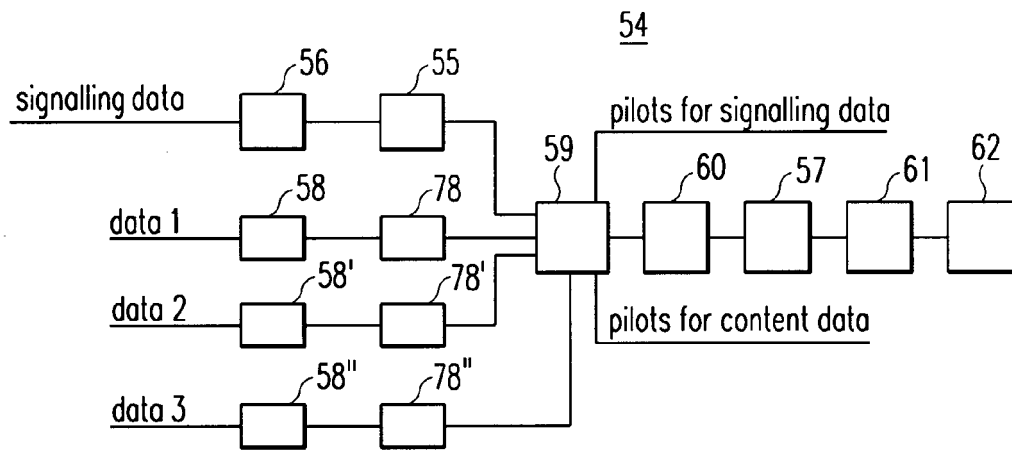 54
56
55
signalling data
pilots for signalling data
59
60
57
61
62
58
78
data 1
58'
78'
data 2
pilots for content data
58"
78"
data 3